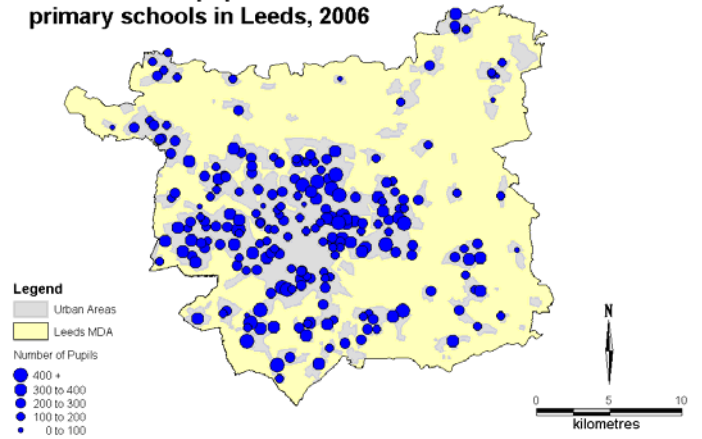 primary schools in Leeds, 2006
Legend
Urban Areas
Leeds MDA
Number of Pupils
400 +
300 to 400
200 to 300
100 to 200
0 to 100
N
0 5 10
kilometres